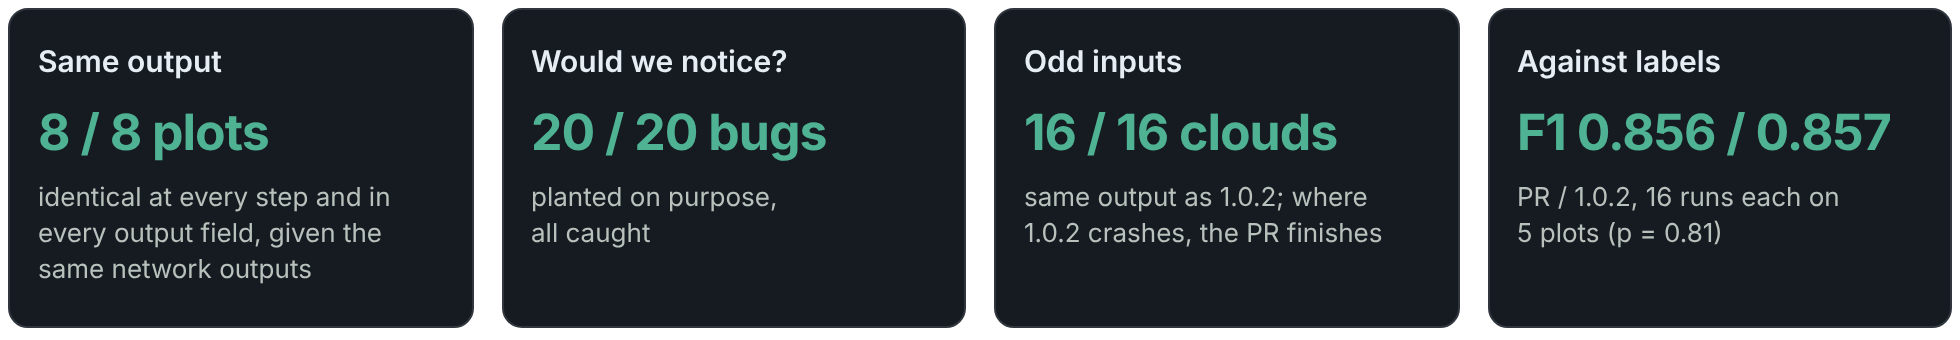 Same output
8 / 8 plots
identical at every step and in
every output field, given the
same network outputs
Would we notice?
20 / 20 bugs
planted on purpose,
all caught
Odd inputs
16 / 16 clouds
same output as 1.0.2; where
1.0.2 crashes, the PR finishes
Against labels
F1 0.856 / 0.857
PR / 1.0.2, 16 runs each on
5 plots (p = 0.81)